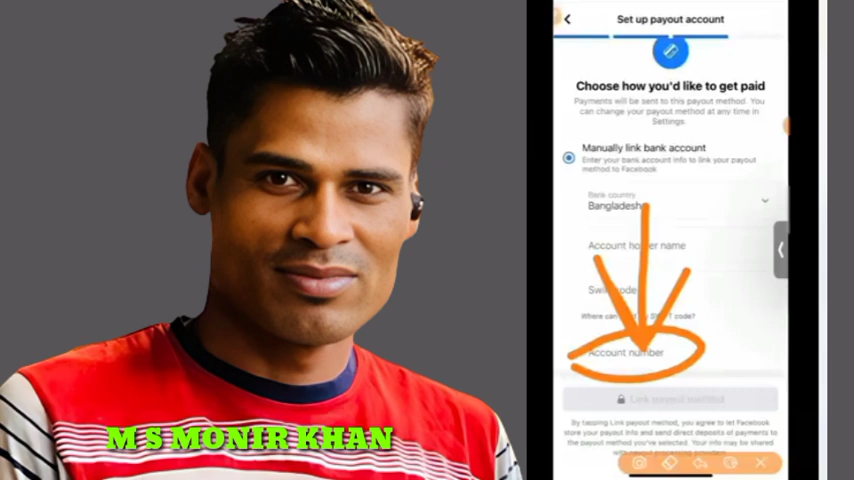 Set up payout account
Choose how you'd like to get paid
Payments will be sent to this payout method. You
can change your payout method at any time in
Settings.
Manually link bank account
Enter your bank account info to link your payout
method to Facebook
Bank country
Bangladesh
Account holder name
code
Where can
code?
Account number
Link payout method
By tapping Link payout method, you agree to let Facebook
store your payout info and send direct deposits of payments to
the payout method you've selected. Your info may be shared
M S MONIR KHAN